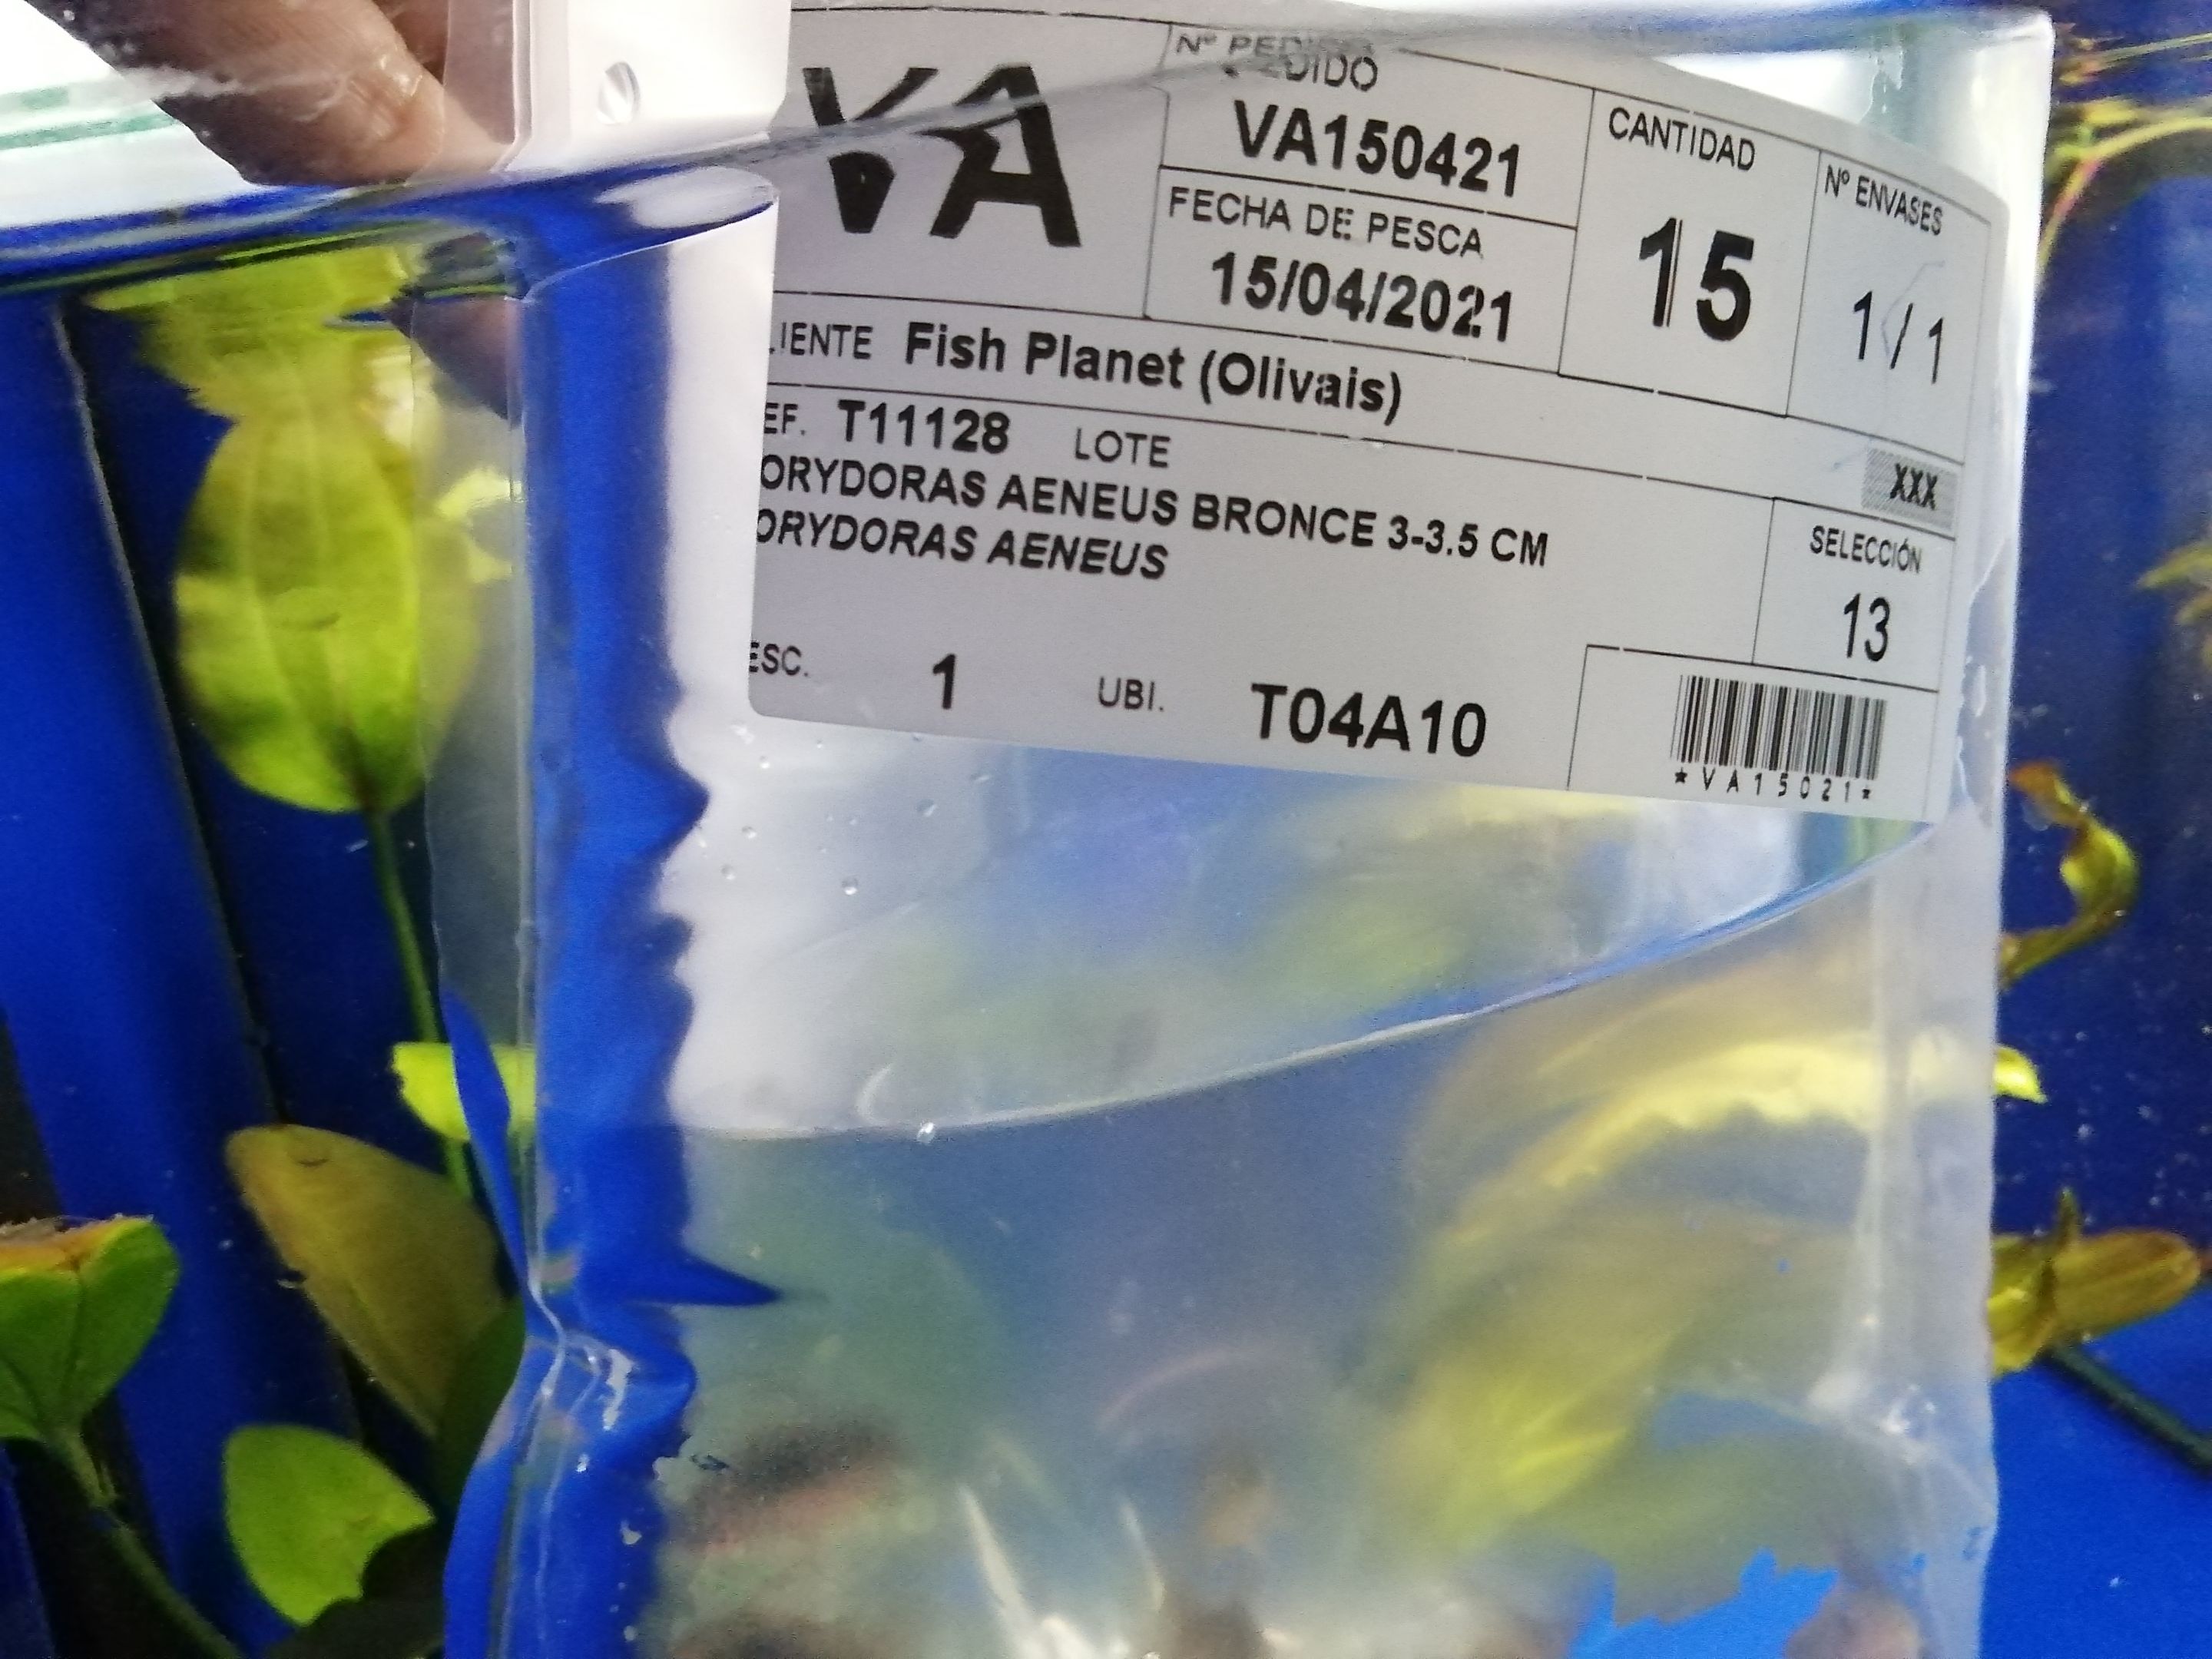 VA
Nº PEDIDO
VA150421
FECHA DE PESCA
15/04/2021
CANTIDAD
15
Nº ENVASES
1/1
LIENTE Fish Planet (Olivais)
EF. T11128 LOTE
XXX
ORYDORAS AENEUS BRONCE 3-3.5 CM
ORYDORAS AENEUS
SELECCIÓN
13
ESC. 1 UBI. T04A10
*VA15021*